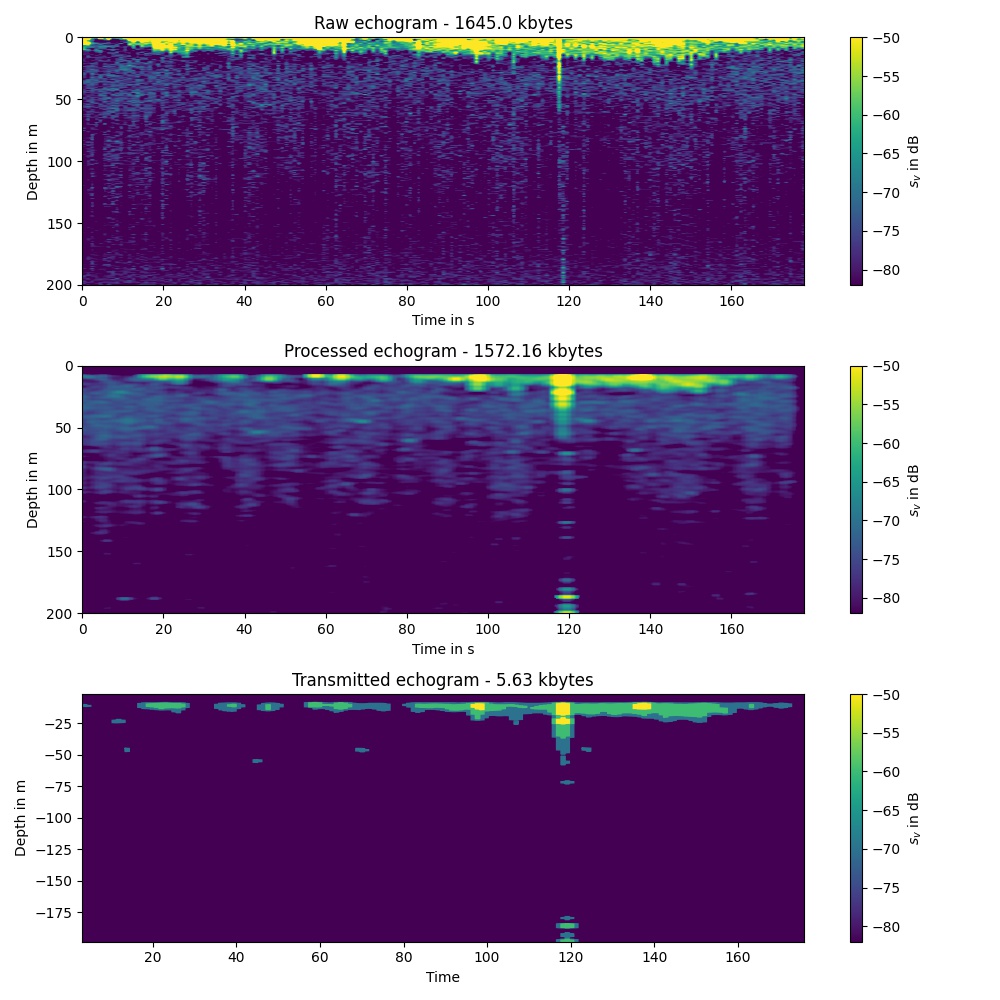 Raw echogram - 1645.0 kbytes
0
50
100
150
200
Depth in m
0 20 40 60 80 100 120 140 160
Time in s
−50
−55
−60
−65
−70
−75
−80
s_v in dB
Processed echogram - 1572.16 kbytes
0
50
100
150
200
Depth in m
0 20 40 60 80 100 120 140 160
Time in s
−50
−55
−60
−65
−70
−75
−80
s_v in dB
Transmitted echogram - 5.63 kbytes
−25
−50
−75
−100
−125
−150
−175
Depth in m
20 40 60 80 100 120 140 160
Time
−50
−55
−60
−65
−70
−75
−80
s_v in dB